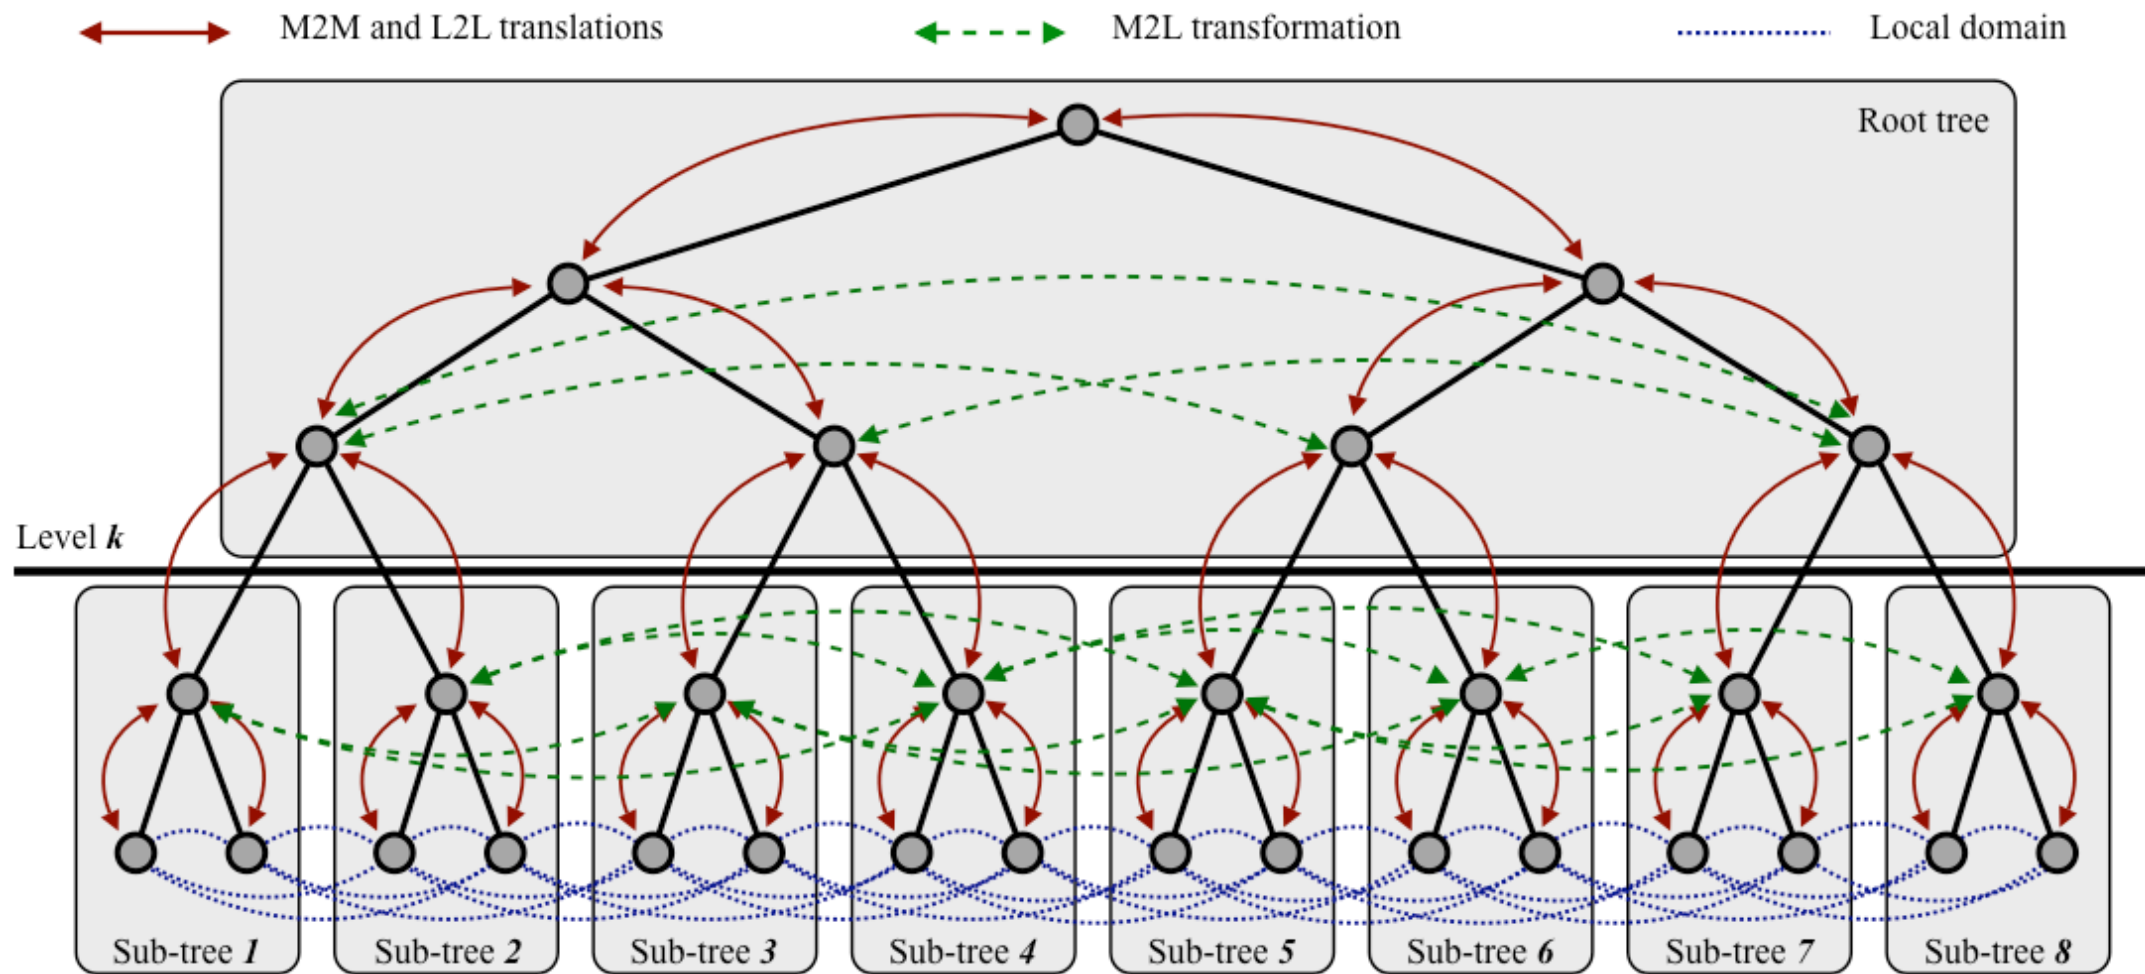 M2M and L2L translations
M2L transformation
Local domain
Root tree
Level k
Sub-tree 1
Sub-tree 2
Sub-tree 3
Sub-tree 4
Sub-tree 5
Sub-tree 6
Sub-tree 7
Sub-tree 8